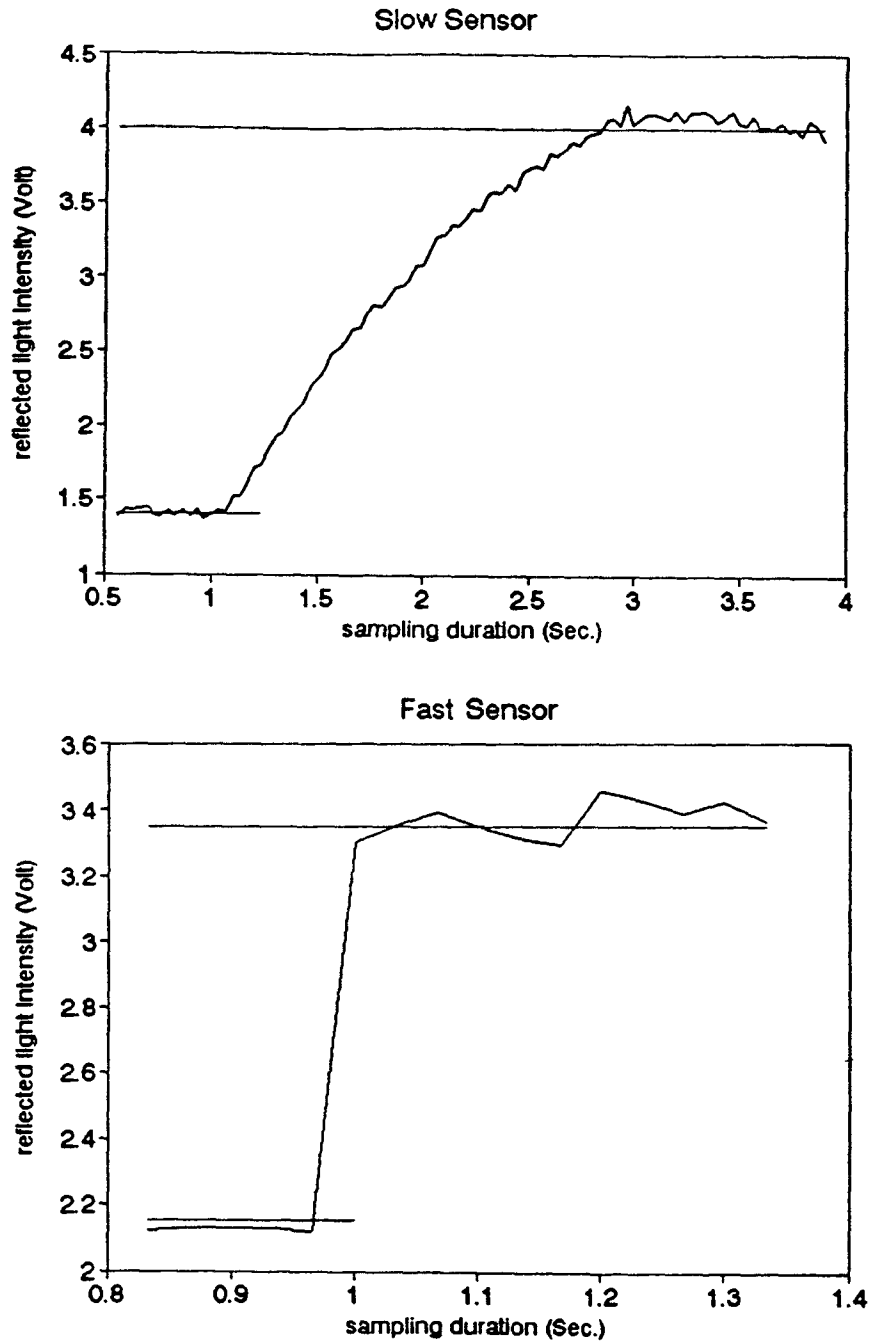 Slow Sensor
4.5
4
3.5
3
2.5
2
1.5
1
reflected light Intensity (Volt)
0.5 1 1.5 2 2.5 3 3.5 4
sampling duration (Sec.)
Fast Sensor
3.6
3.4
3.2
3
2.8
2.6
2.4
2.2
2
reflected light Intensity (Volt)
0.8 0.9 1 1.1 1.2 1.3 1.4
sampling duration (Sec.)